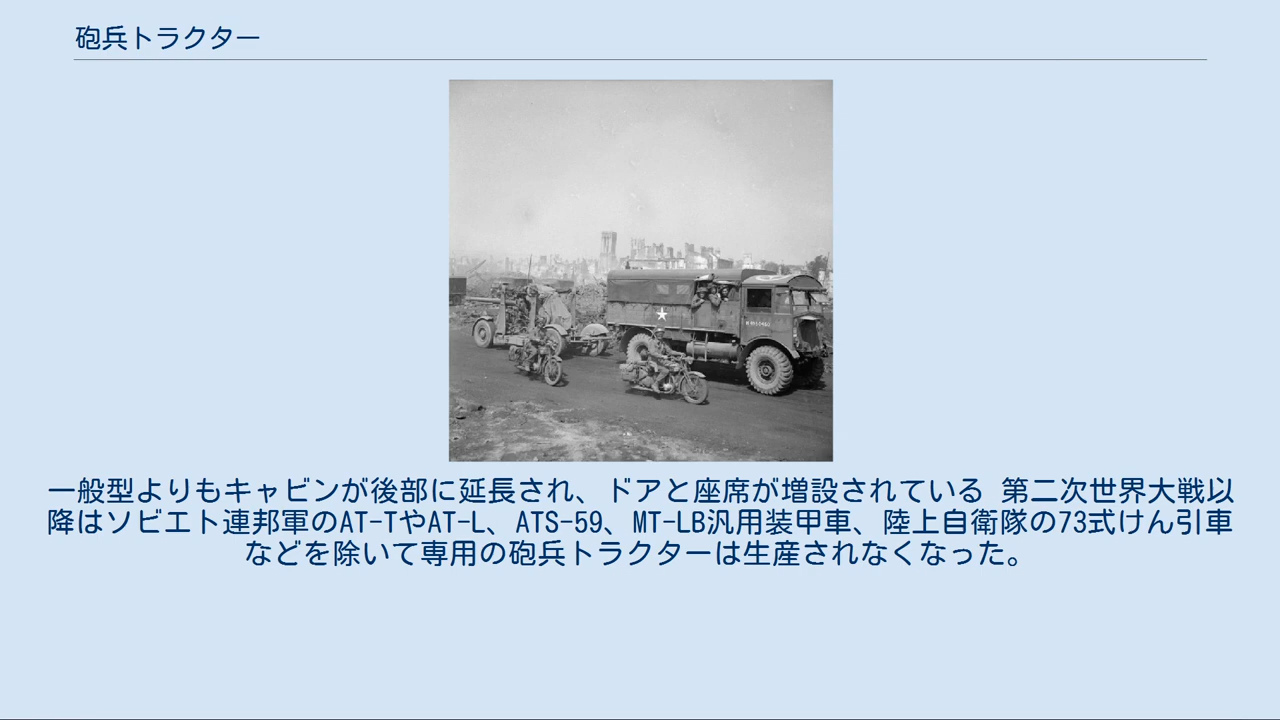 砲兵トラクター
一般型よりもキャビンが後部に延長され、ドアと座席が増設されている 第二次世界大戦以
降はソビエト連邦軍のAT-TやAT-L、ATS-59、MT-LB汎用装甲車、陸上自衛隊の73式けん引車
などを除いて専用の砲兵トラクターは生産されなくなった。